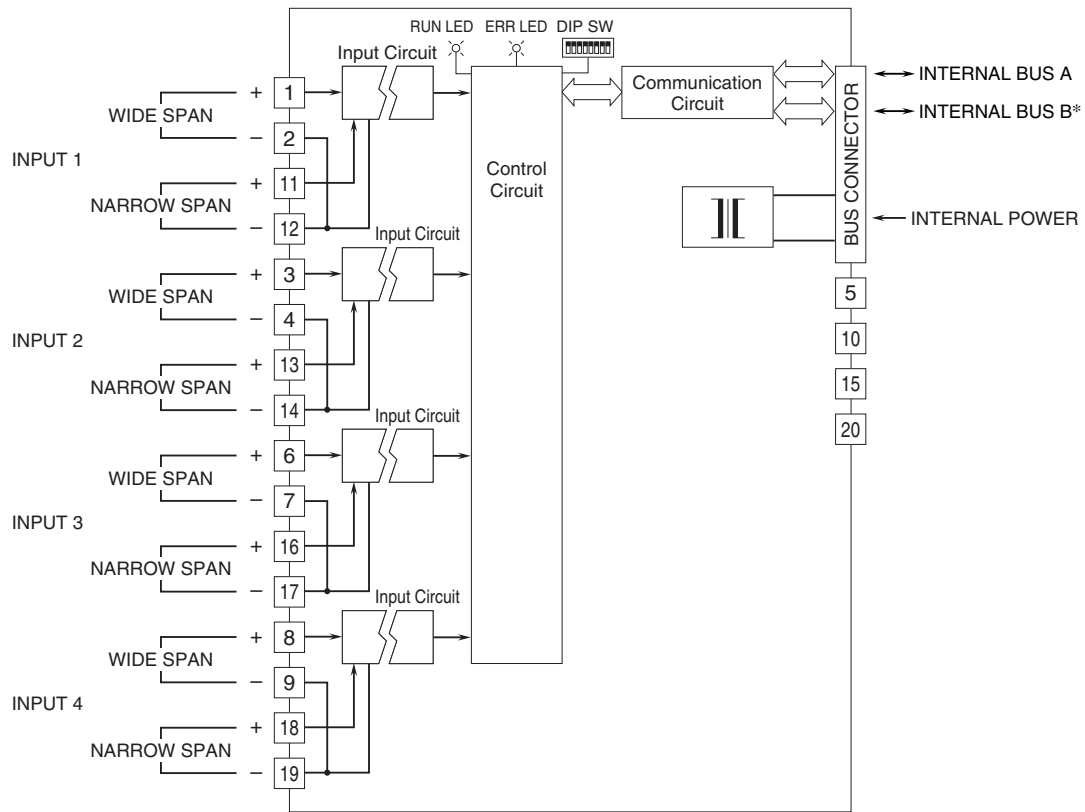 RUN LED ERR LED DIP SW
Input Circuit
INPUT 1
WIDE SPAN
+ 1
− 2
NARROW SPAN
+ 11
− 12
Input Circuit
INPUT 2
WIDE SPAN
+ 3
− 4
NARROW SPAN
+ 13
− 14
Input Circuit
INPUT 3
WIDE SPAN
+ 6
− 7
NARROW SPAN
+ 16
− 17
Input Circuit
INPUT 4
WIDE SPAN
+ 8
− 9
NARROW SPAN
+ 18
− 19
Control
Circuit
Communication
Circuit
BUS CONNECTOR
INTERNAL BUS A
INTERNAL BUS B*
INTERNAL POWER
5
10
15
20